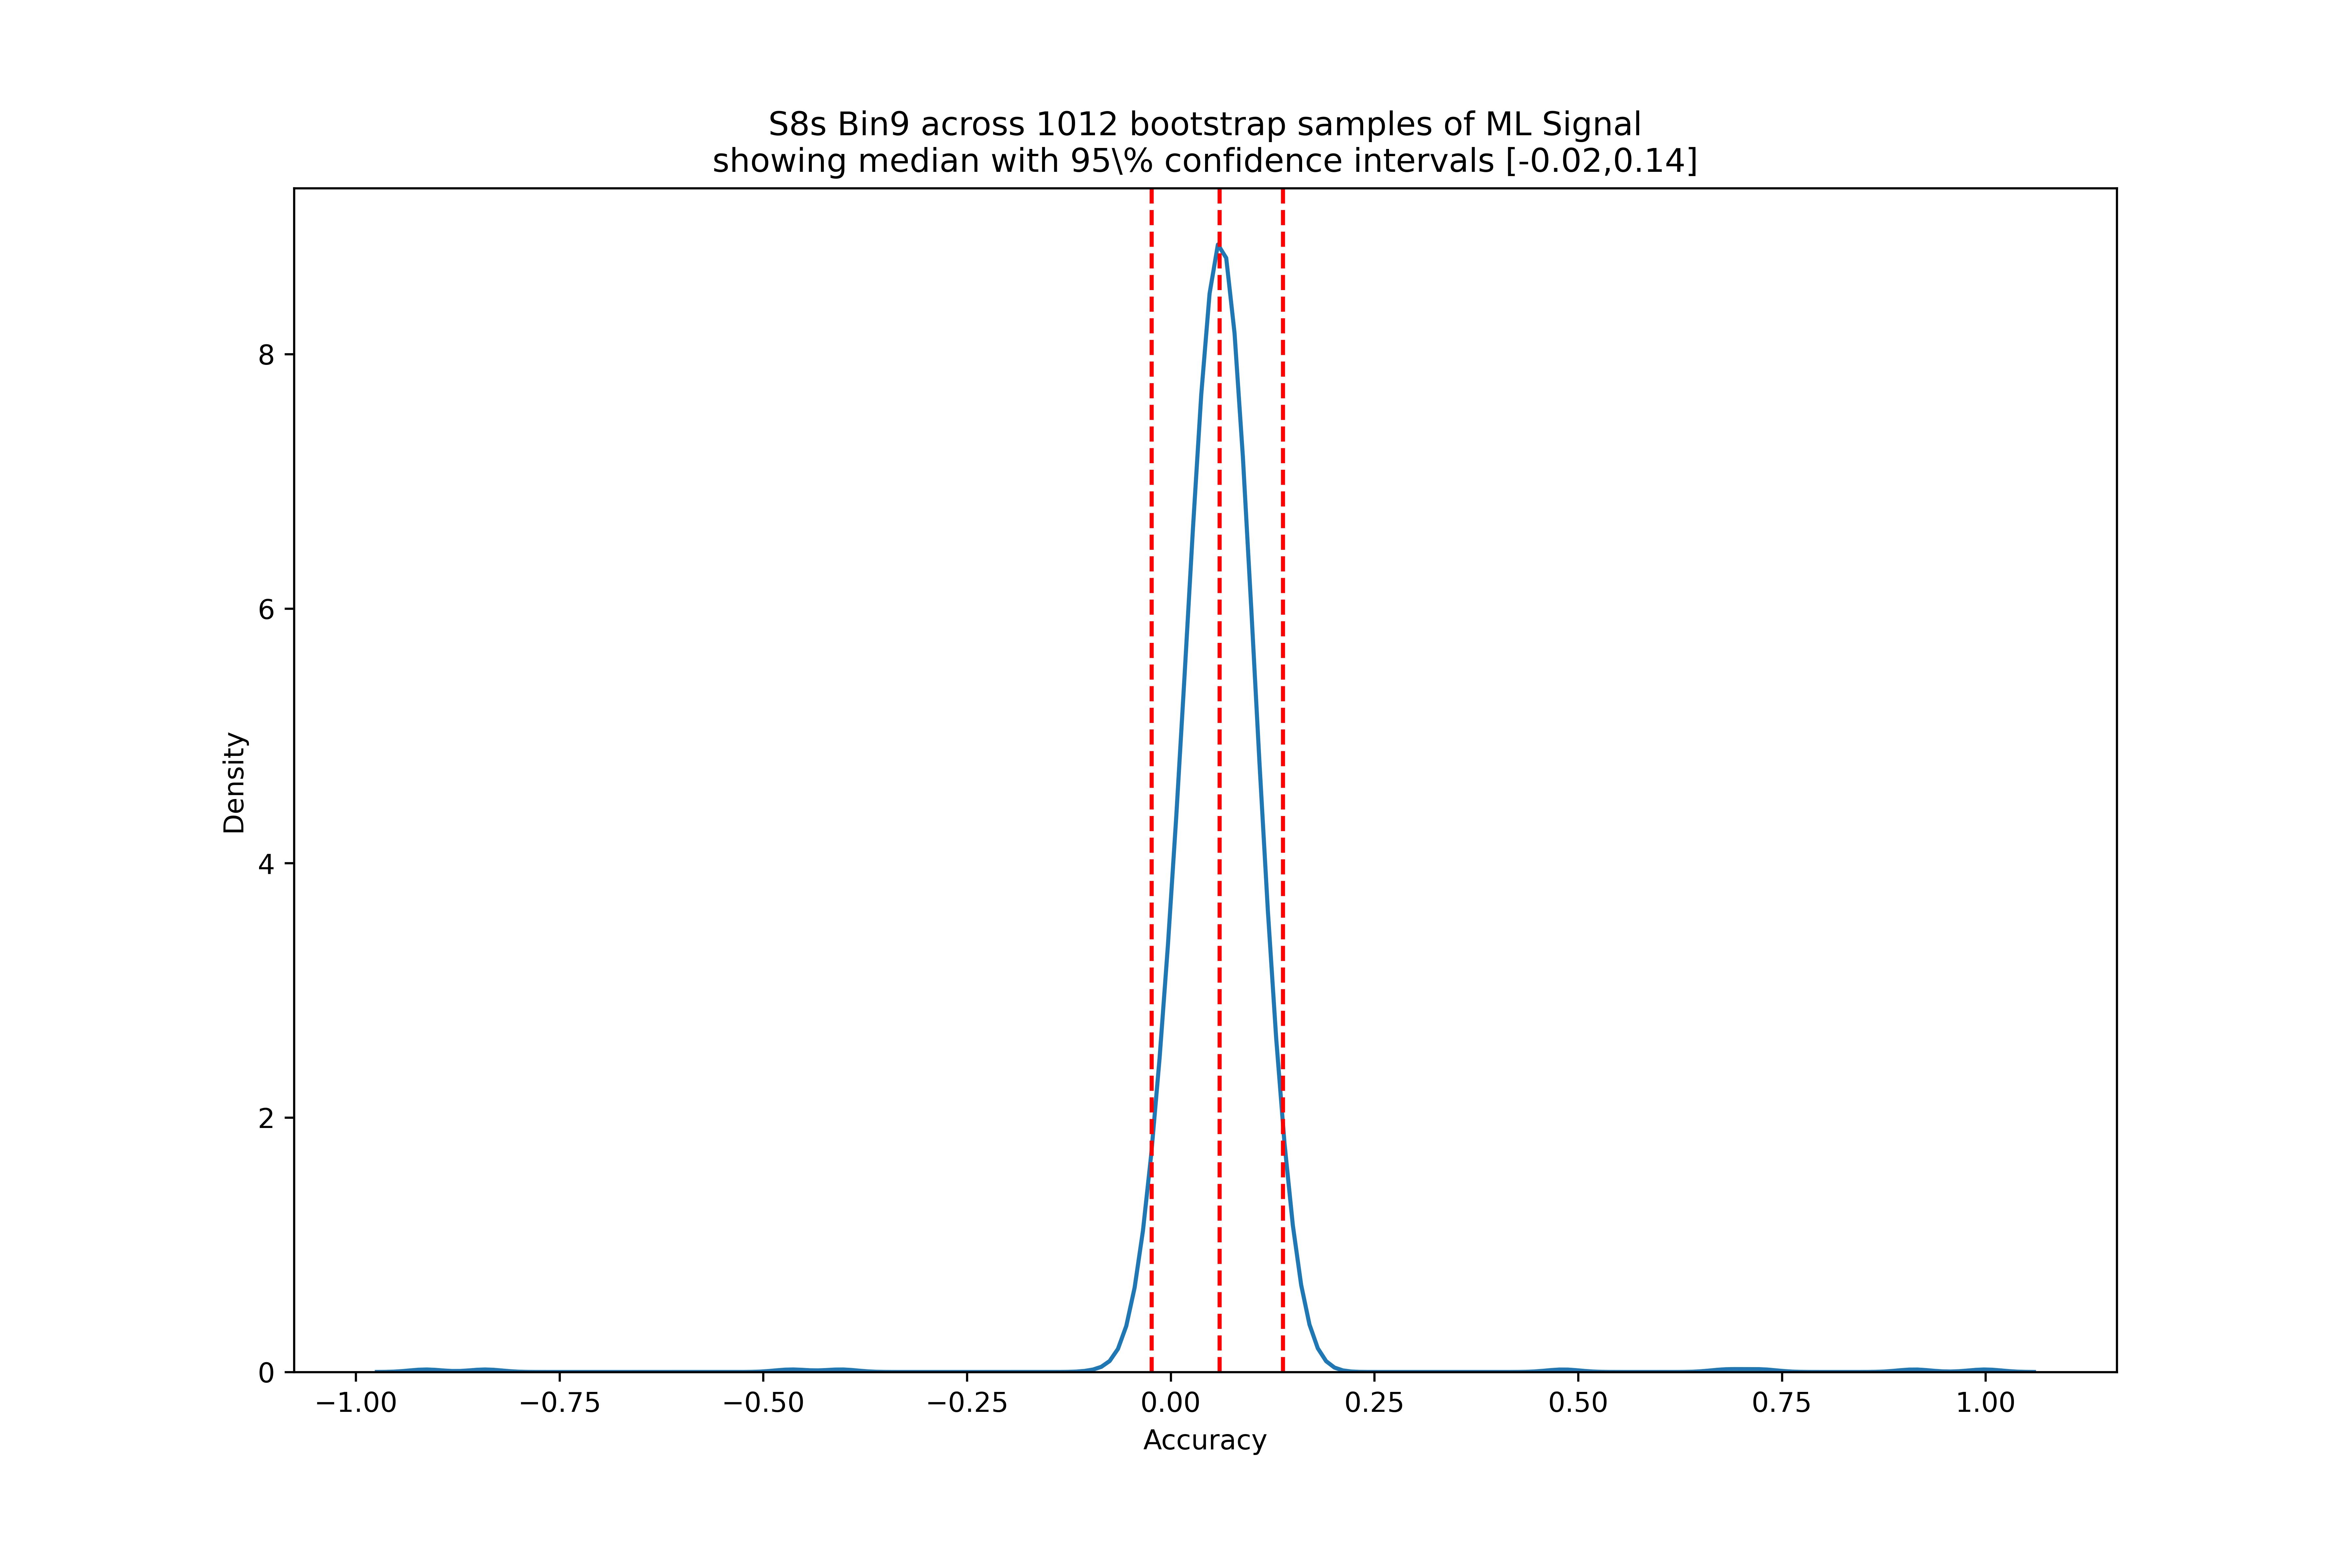 S8s Bin9 across 1012 bootstrap samples of ML Signal
showing median with 95\% confidence intervals [-0.02,0.14]
Density
8
6
4
2
0
−1.00 −0.75 −0.50 −0.25 0.00 0.25 0.50 0.75 1.00
Accuracy